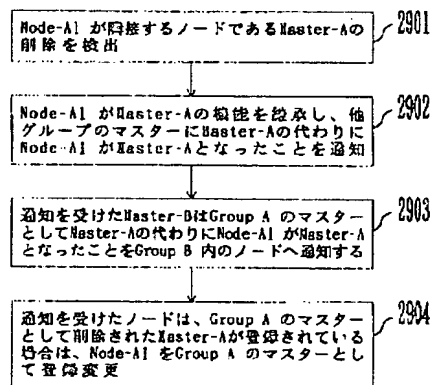 Node-A1 が隣接するノードであるMaster-Aの
削除を検出
2901
Node-A1 がMaster-Aの機能を継承し、他
グループのマスターにMaster-Aの代わりに
Node-A1 がMaster-Aとなったことを通知
2902
通知を受けたMaster-BはGroup A のマスター
としてMaster-Aの代わりにNode-A1 がMaster-A
となったことをGroup B 内のノードへ通知する
2903
通知を受けたノードは、Group A のマスター
として削除されたMaster-Aが登録されている
場合は、Node-A1 をGroup A のマスターとし
て登録変更
2904